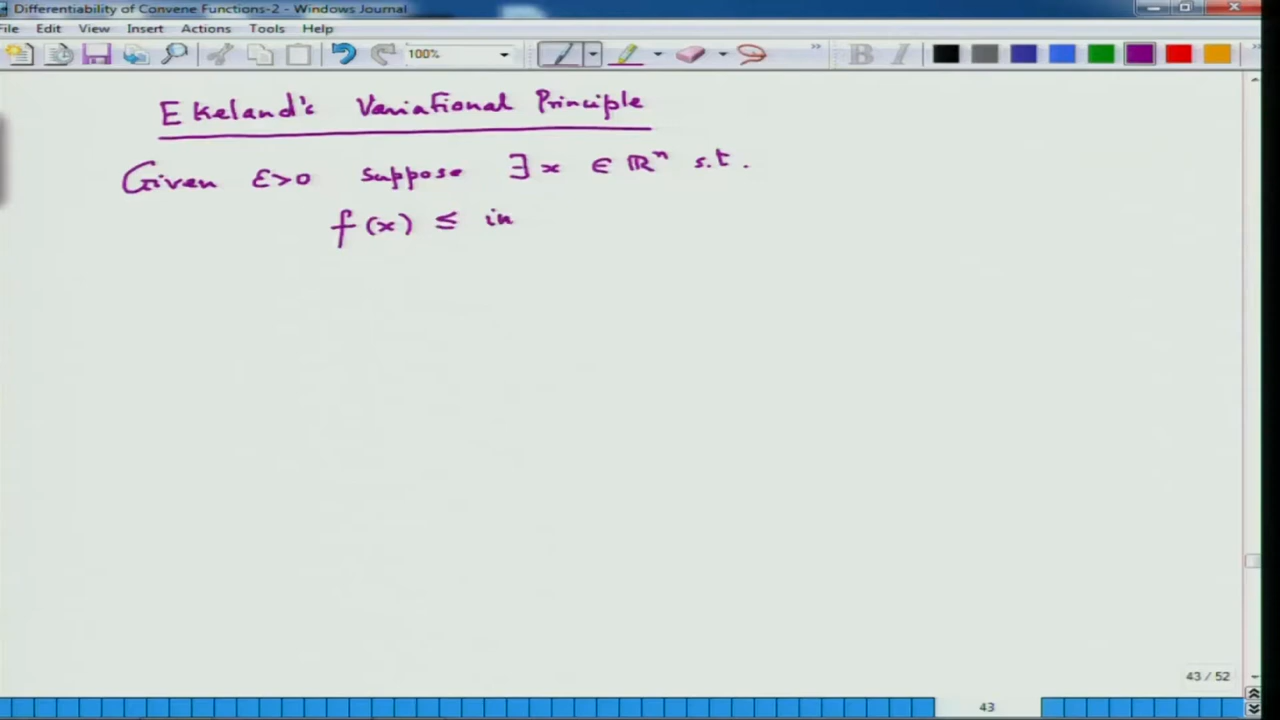 Differentiability of Convene Functions-2 - Windows Journal
File Edit View Insert Actions Tools Help
100%
B I
Ekeland's Variational Principle
Given ε>0 suppose ∃ x ∈ ℝⁿ s.t.
f(x) ≤ in
43 / 52
43